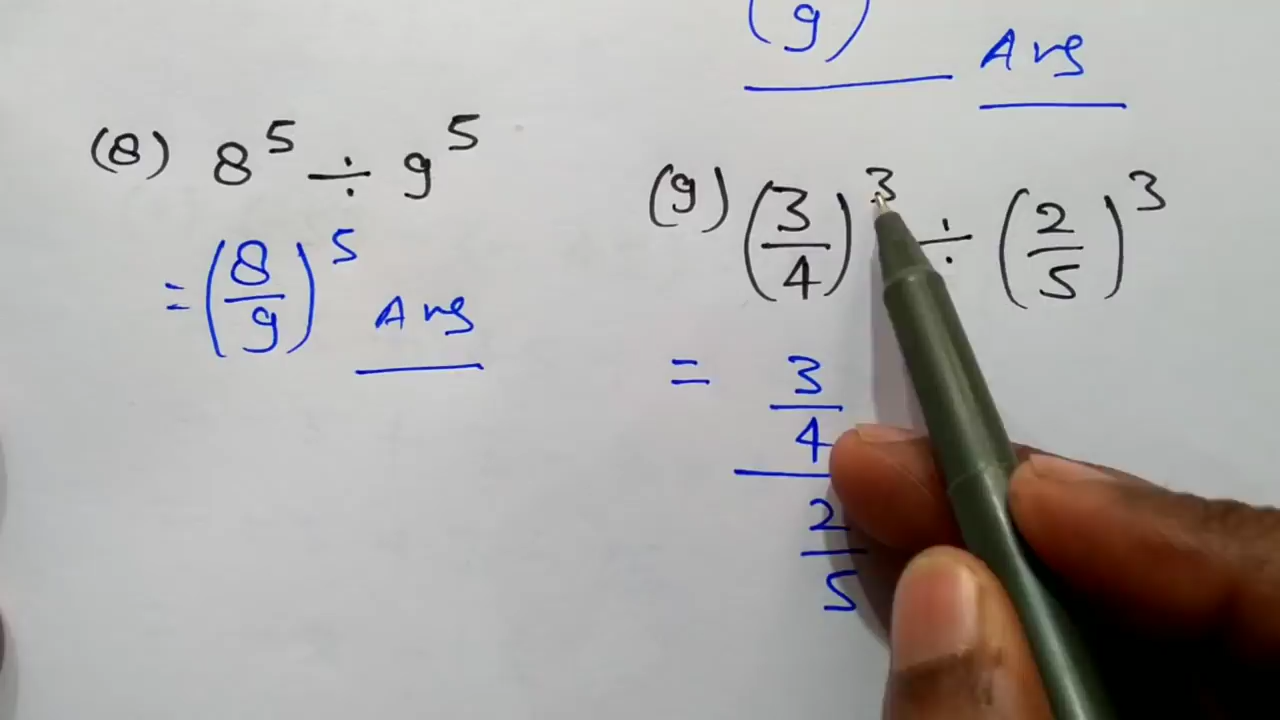 (9) Ans
(8) 8^5 ÷ 9^5
= (8/9)^5 Ans
(9) (3/4)^3 ÷ (2/5)^3
= 3/4
2/5